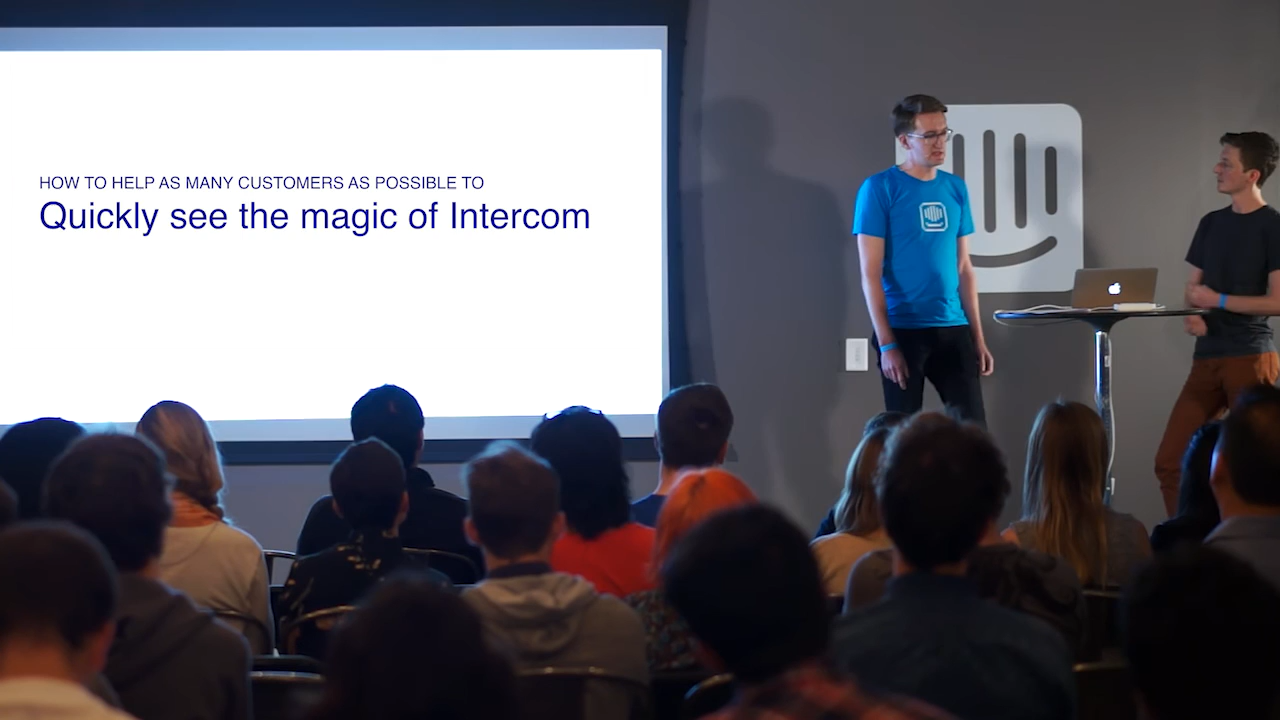 HOW TO HELP AS MANY CUSTOMERS AS POSSIBLE TO
Quickly see the magic of Intercom